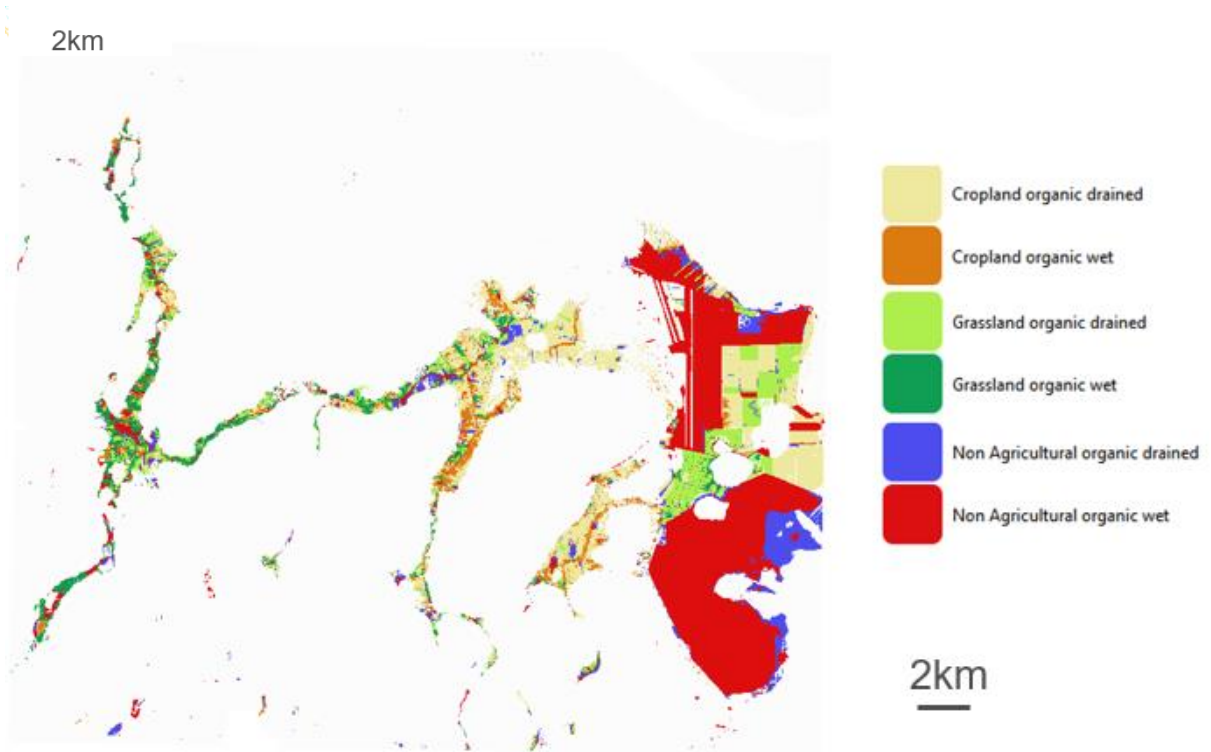 2km
Cropland organic drained
Cropland organic wet
Grassland organic drained
Grassland organic wet
Non Agricultural organic drained
Non Agricultural organic wet
2km